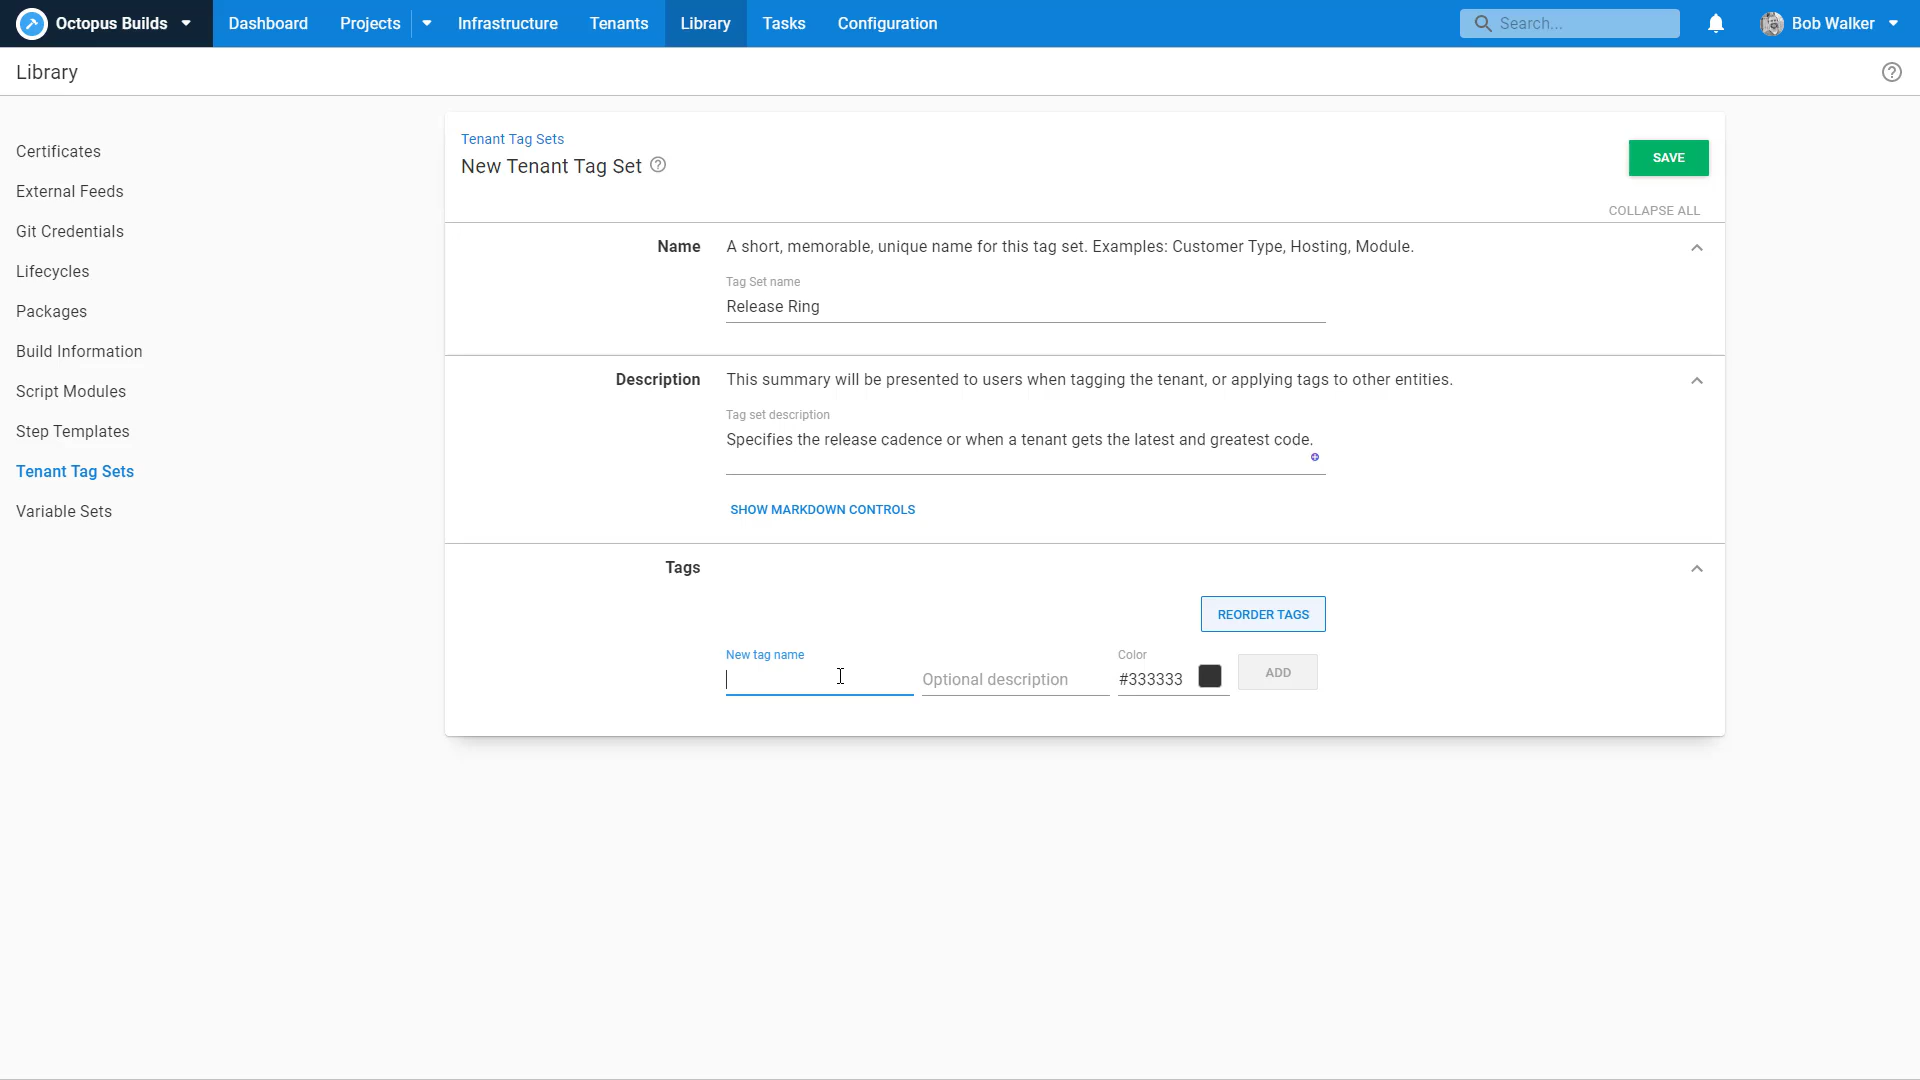 Octopus Builds
Dashboard
Projects
Infrastructure
Tenants
Library
Tasks
Configuration
Search...
Bob Walker
Library
Certificates
External Feeds
Git Credentials
Lifecycles
Packages
Build Information
Script Modules
Step Templates
Tenant Tag Sets
Variable Sets
Tenant Tag Sets
New Tenant Tag Set
SAVE
COLLAPSE ALL
Name
A short, memorable, unique name for this tag set. Examples: Customer Type, Hosting, Module.
Tag Set name
Release Ring
Description
This summary will be presented to users when tagging the tenant, or applying tags to other entities.
Tag set description
Specifies the release cadence or when a tenant gets the latest and greatest code.
SHOW MARKDOWN CONTROLS
Tags
REORDER TAGS
New tag name
Optional description
Color
#333333
ADD